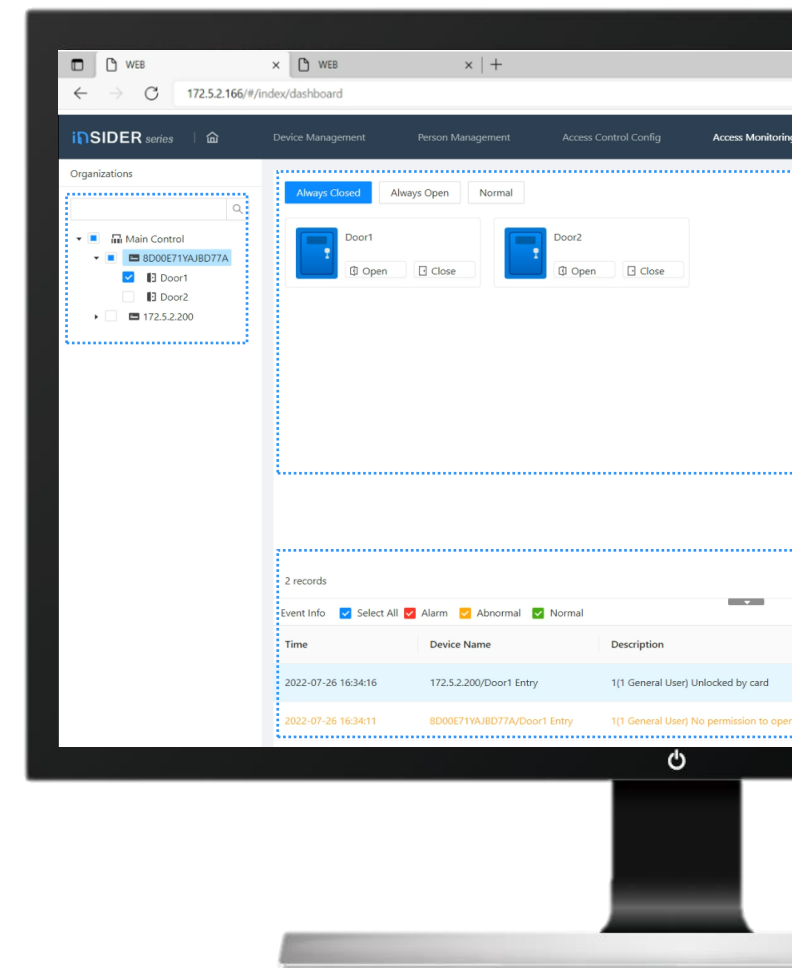 WEB
WEB
172.5.2.166/#/index/dashboard
inSIDER series
Device Management
Person Management
Access Control Config
Access Monitoring
Organizations
Main Control
8D00E71YAJBD77A
Door1
Door2
172.5.2.200
Always Closed
Always Open
Normal
Door1
Open
Close
Door2
Open
Close
2 records
Event Info Select All Alarm Abnormal Normal
Time Device Name Description
2022-07-26 16:34:16 172.5.2.200/Door1 Entry 1(1 General User) Unlocked by card
2022-07-26 16:34:11 8D00E71YAJBD77A/Door1 Entry 1(1 General User) No permission to open